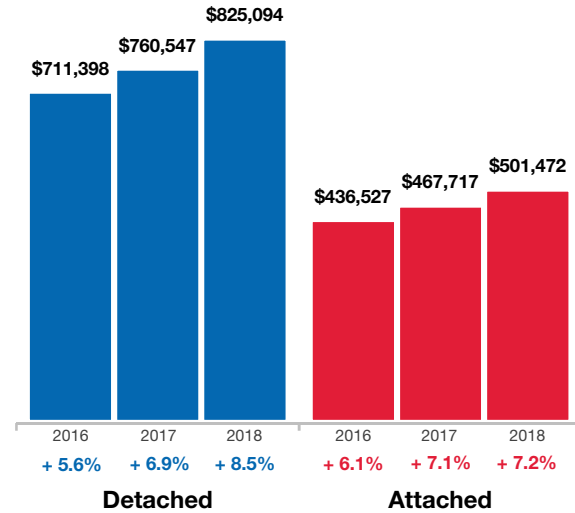 $711,398
$760,547
$825,094
$436,527
$467,717
$501,472
2016 2017 2018 2016 2017 2018
+ 5.6% + 6.9% + 8.5% + 6.1% + 7.1% + 7.2%
Detached Attached